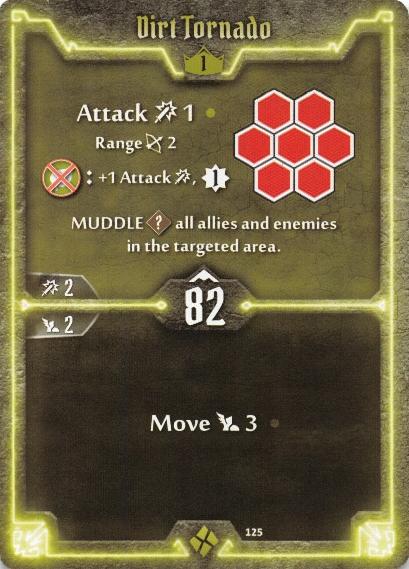 Dirt Tornado
1
Attack 1
Range 2
: +1 Attack , 1
MUDDLE ? all allies and enemies
in the targeted area.
2
82
2
Move 3
125